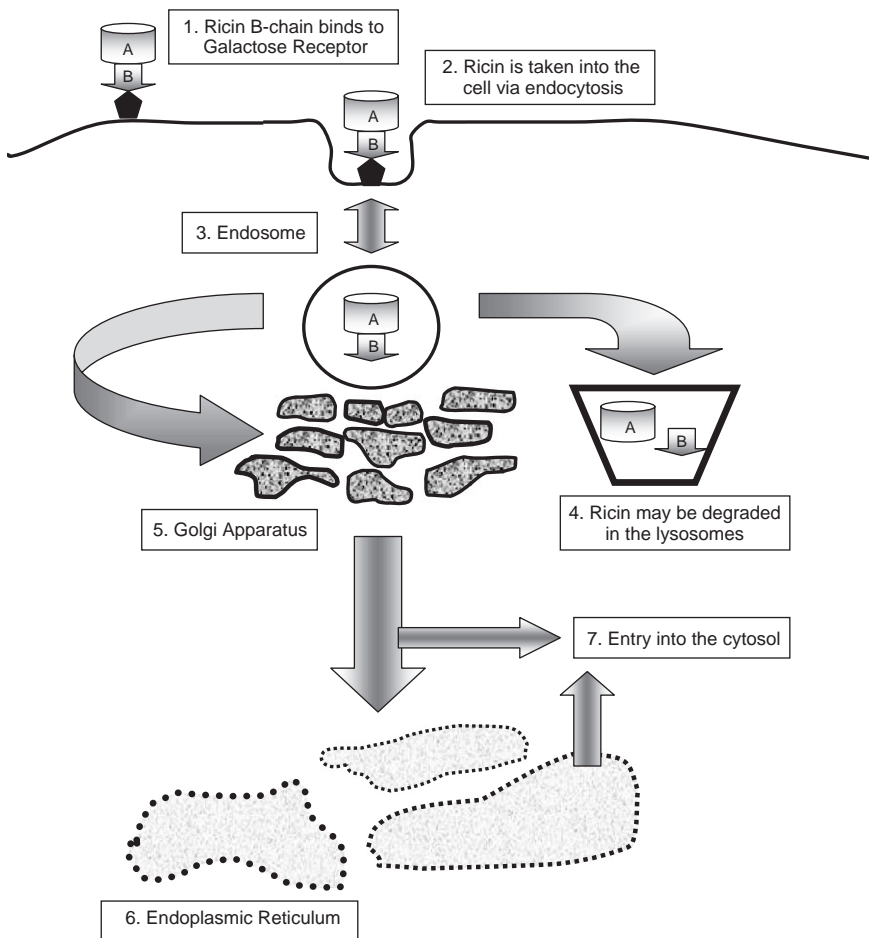 1. Ricin B-chain binds to
Galactose Receptor
A
B
2. Ricin is taken into the
cell via endocytosis
A
B
3. Endosome
A
B
A
B
4. Ricin may be degraded
in the lysosomes
5. Golgi Apparatus
7. Entry into the cytosol
6. Endoplasmic Reticulum